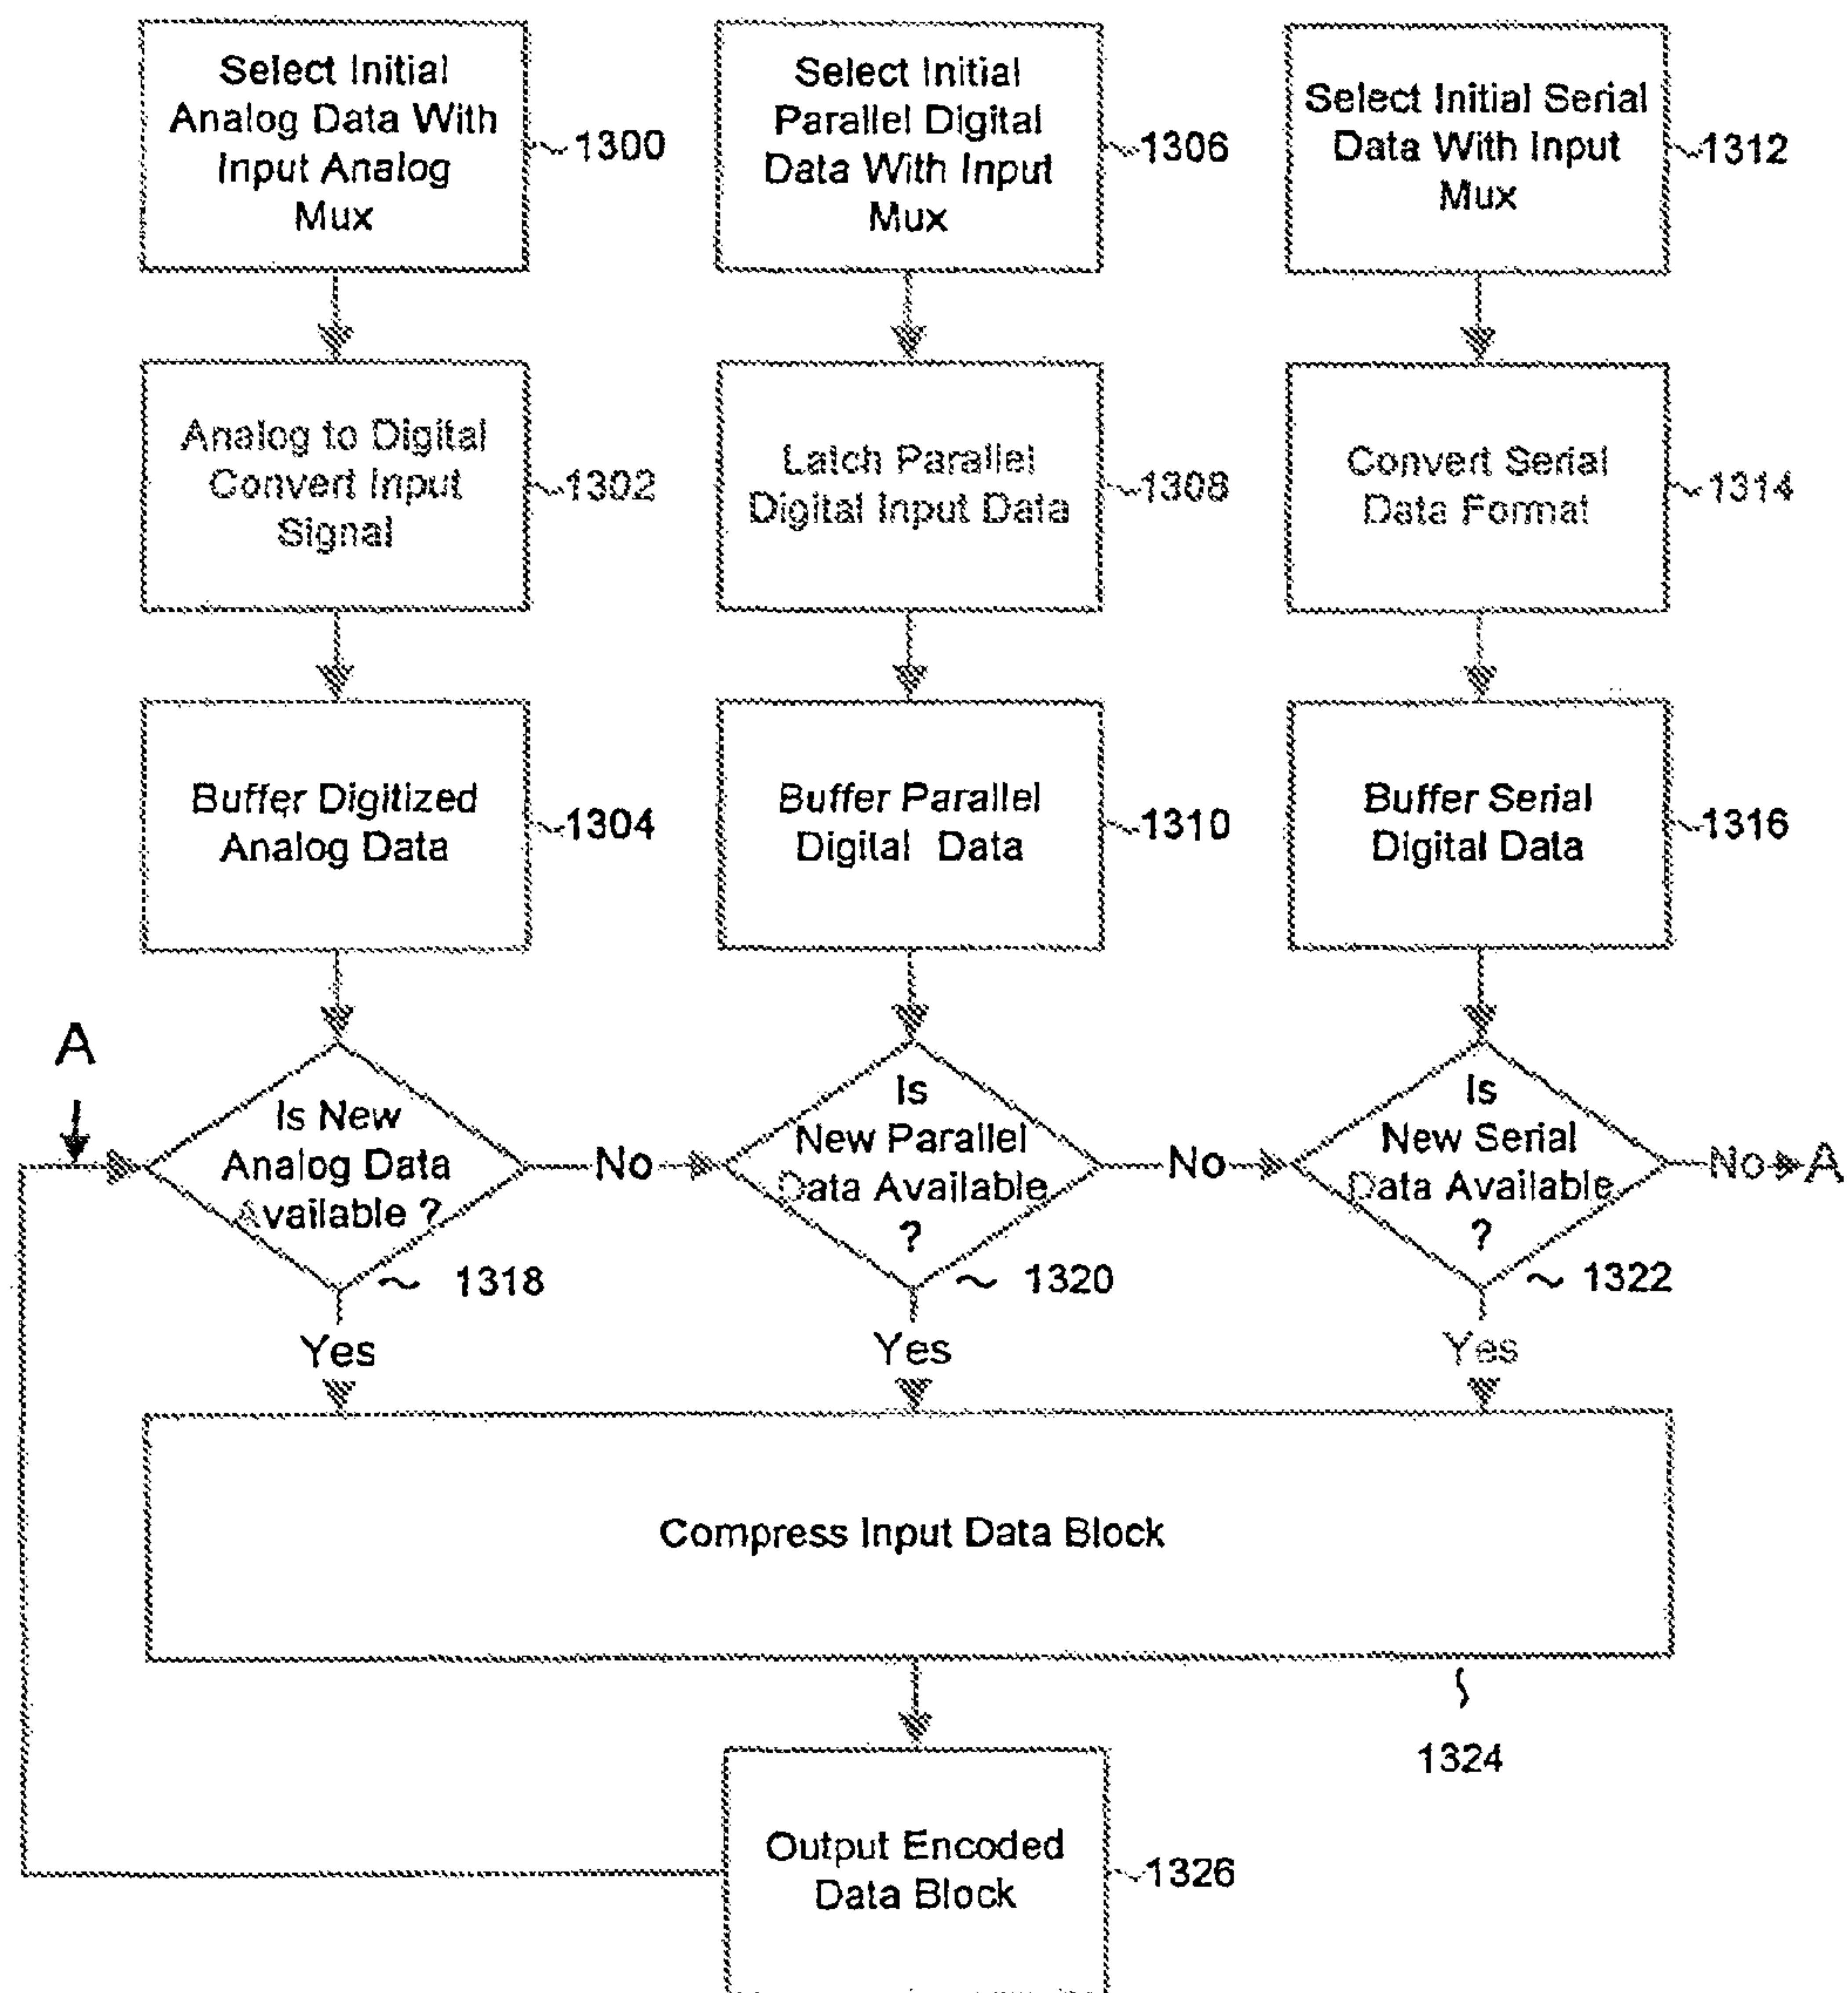 Select Initial
Analog Data With
Input Analog
Mux
1300
Select Initial
Parallel Digital
Data With Input
Mux
1306
Select Initial Serial
Data With Input
Mux
1312
Analog to Digital
Convert Input
Signal
1302
Latch Parallel
Digital Input Data
1308
Convert Serial
Data Format
1314
Buffer Digitized
Analog Data
1304
Buffer Parallel
Digital Data
1310
Buffer Serial
Digital Data
1316
A
Is New
Analog Data
Available ?
1318
No
Is
New Parallel
Data Available
?
1320
No
Is
New Serial
Data Available
?
1322
No
A
Yes
Yes
Yes
Compress Input Data Block
1324
Output Encoded
Data Block
1326